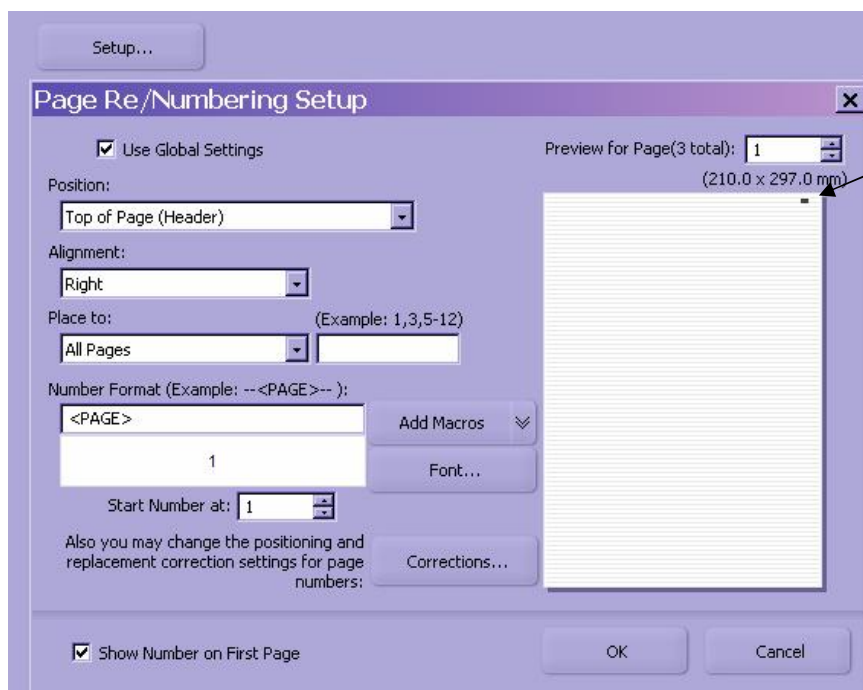 Setup...
Page Re/Numbering Setup
Use Global Settings
Preview for Page(3 total): 1
(210.0 x 297.0 mm)
Position:
Top of Page (Header)
Alignment:
Right
Place to:
(Example: 1,3,5-12)
All Pages
Number Format (Example: --<PAGE>-- ):
<PAGE>
Add Macros
1
Font...
Start Number at: 1
Also you may change the positioning and
replacement correction settings for page
numbers:
Corrections...
Show Number on First Page
OK
Cancel